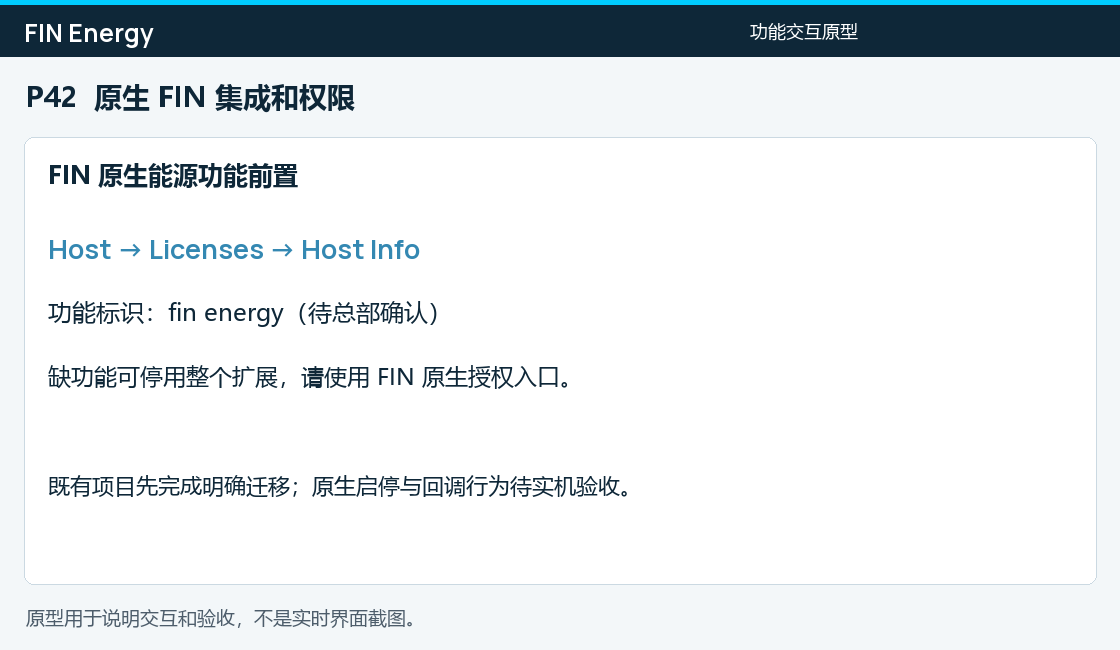 FIN Energy
功能交互原型
P42 原生 FIN 集成和权限
FIN 原生能源功能前置
Host → Licenses → Host Info
功能标识：fin energy（待总部确认）
缺功能可停用整个扩展，请使用 FIN 原生授权入口。
既有项目先完成明确迁移；原生启停与回调行为待实机验收。
原型用于说明交互和验收，不是实时界面截图。